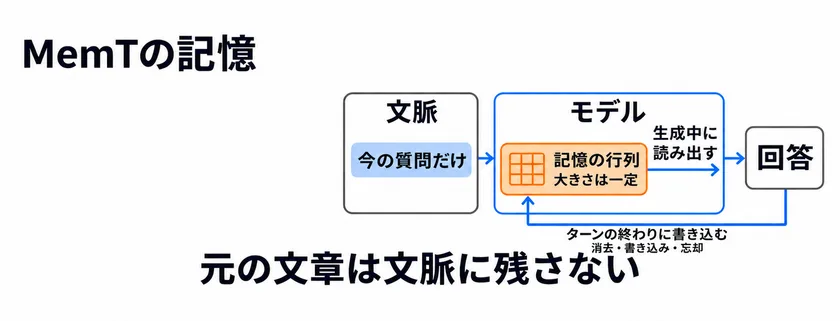 MemTの記憶
文脈
今の質問だけ
モデル
記憶の行列
大きさは一定
生成中に
読み出す
回答
ターンの終わりに書き込む
消去・書き込み・忘却
元の文章は文脈に残さない